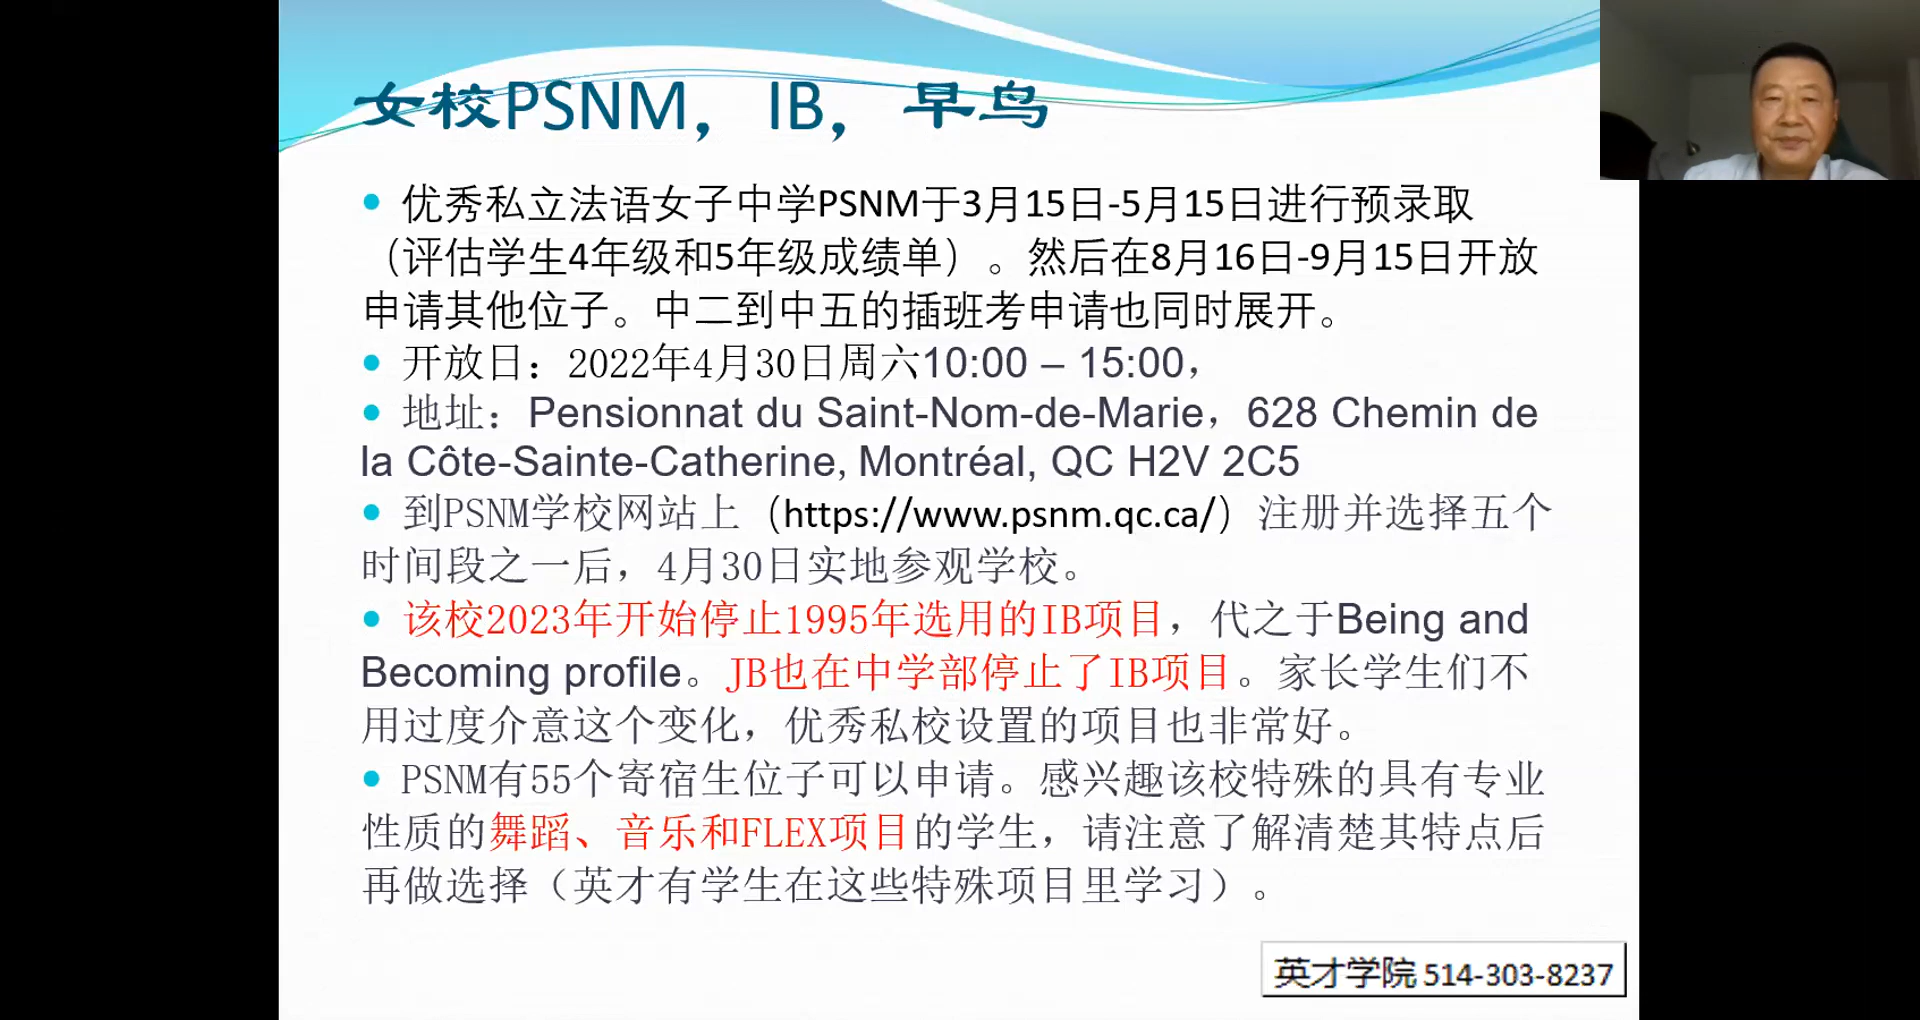 女校PSNM，IB，早鸟
• 优秀私立法语女子中学PSNM于3月15日-5月15日进行预录取
（评估学生4年级和5年级成绩单）。然后在8月16日-9月15日开放
申请其他位子。中二到中五的插班考申请也同时展开。
• 开放日：2022年4月30日周六10:00 – 15:00，
• 地址：Pensionnat du Saint-Nom-de-Marie，628 Chemin de
la Côte-Sainte-Catherine, Montréal, QC H2V 2C5
• 到PSNM学校网站上（https://www.psnm.qc.ca/）注册并选择五个
时间段之一后，4月30日实地参观学校。
• 该校2023年开始停止1995年选用的IB项目，代之于Being and
Becoming profile。JB也在中学部停止了IB项目。家长学生们不
用过度介意这个变化，优秀私校设置的项目也非常好。
• PSNM有55个寄宿生位子可以申请。感兴趣该校特殊的具有专业
性质的舞蹈、音乐和FLEX项目的学生，请注意了解清楚其特点后
再做选择（英才有学生在这些特殊项目里学习）。
英才学院 514-303-8237